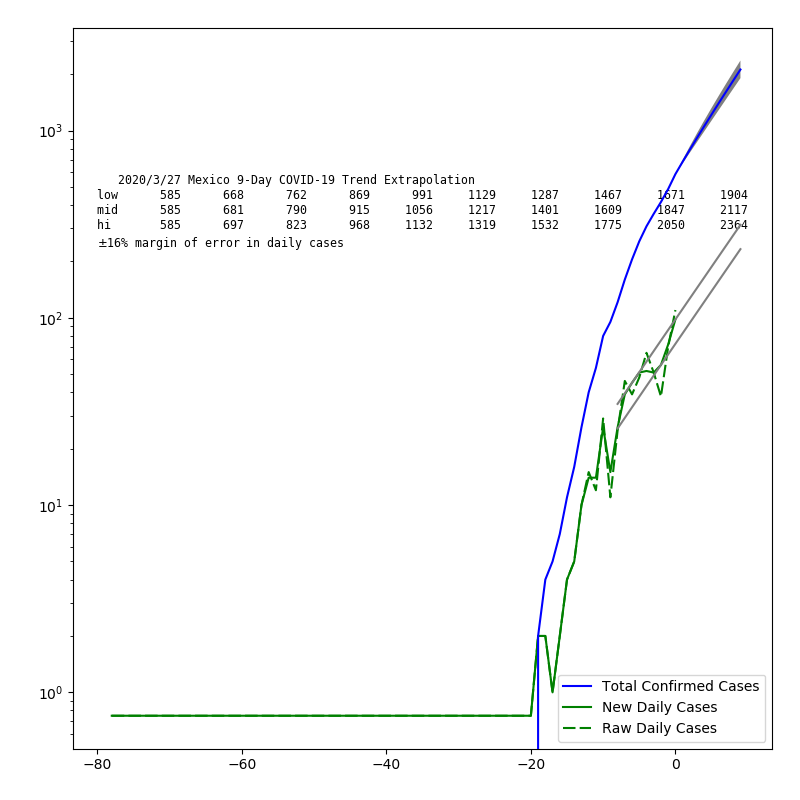 10³
2020/3/27 Mexico 9-Day COVID-19 Trend Extrapolation
low 585 668 762 869 991 1129 1287 1467 1671 1904
mid 585 681 790 915 1056 1217 1401 1609 1847 2117
hi 585 697 823 968 1132 1319 1532 1775 2050 2364
±16% margin of error in daily cases
10²
10¹
10⁰
Total Confirmed Cases
New Daily Cases
Raw Daily Cases
−80 −60 −40 −20 0